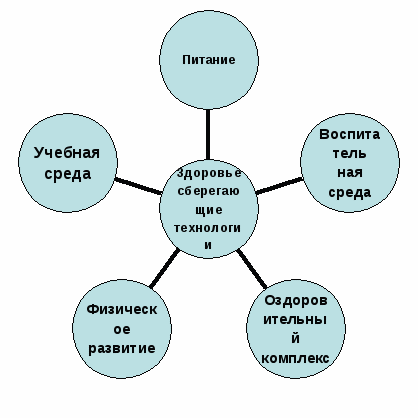 Питание
Учебная
среда
Воспита
тель
ная
среда
Здоровье
сберегаю
щие
технологи
и
Физическ
ое
развитие
Оздоров
ительны
й
комплекс